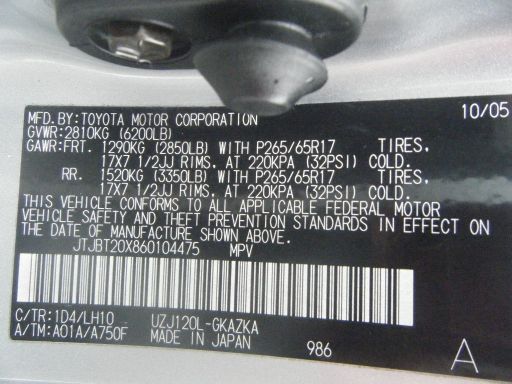 MFD.BY:TOYOTA MOTOR CORPORATION 10/05
GVWR:2810KG (6200LB)
GAWR:FRT. 1290KG (2850LB) WITH P265/65R17 TIRES,
17X7 1/2JJ RIMS, AT 220KPA (32PSI) COLD.
RR. 1520KG (3350LB) WITH P265/65R17 TIRES,
17X7 1/2JJ RIMS, AT 220KPA (32PSI) COLD.
THIS VEHICLE CONFORMS TO ALL APPLICABLE FEDERAL MOTOR
VEHICLE SAFETY AND THEFT PREVENTION STANDARDS IN EFFECT ON
THE DATE OF MANUFACTURE SHOWN ABOVE.
JTJBT20X860104475 MPV
C/TR:1D4/LH10 UZJ120L-GKAZKA
A/TM:A01A/A750F MADE IN JAPAN 986 A